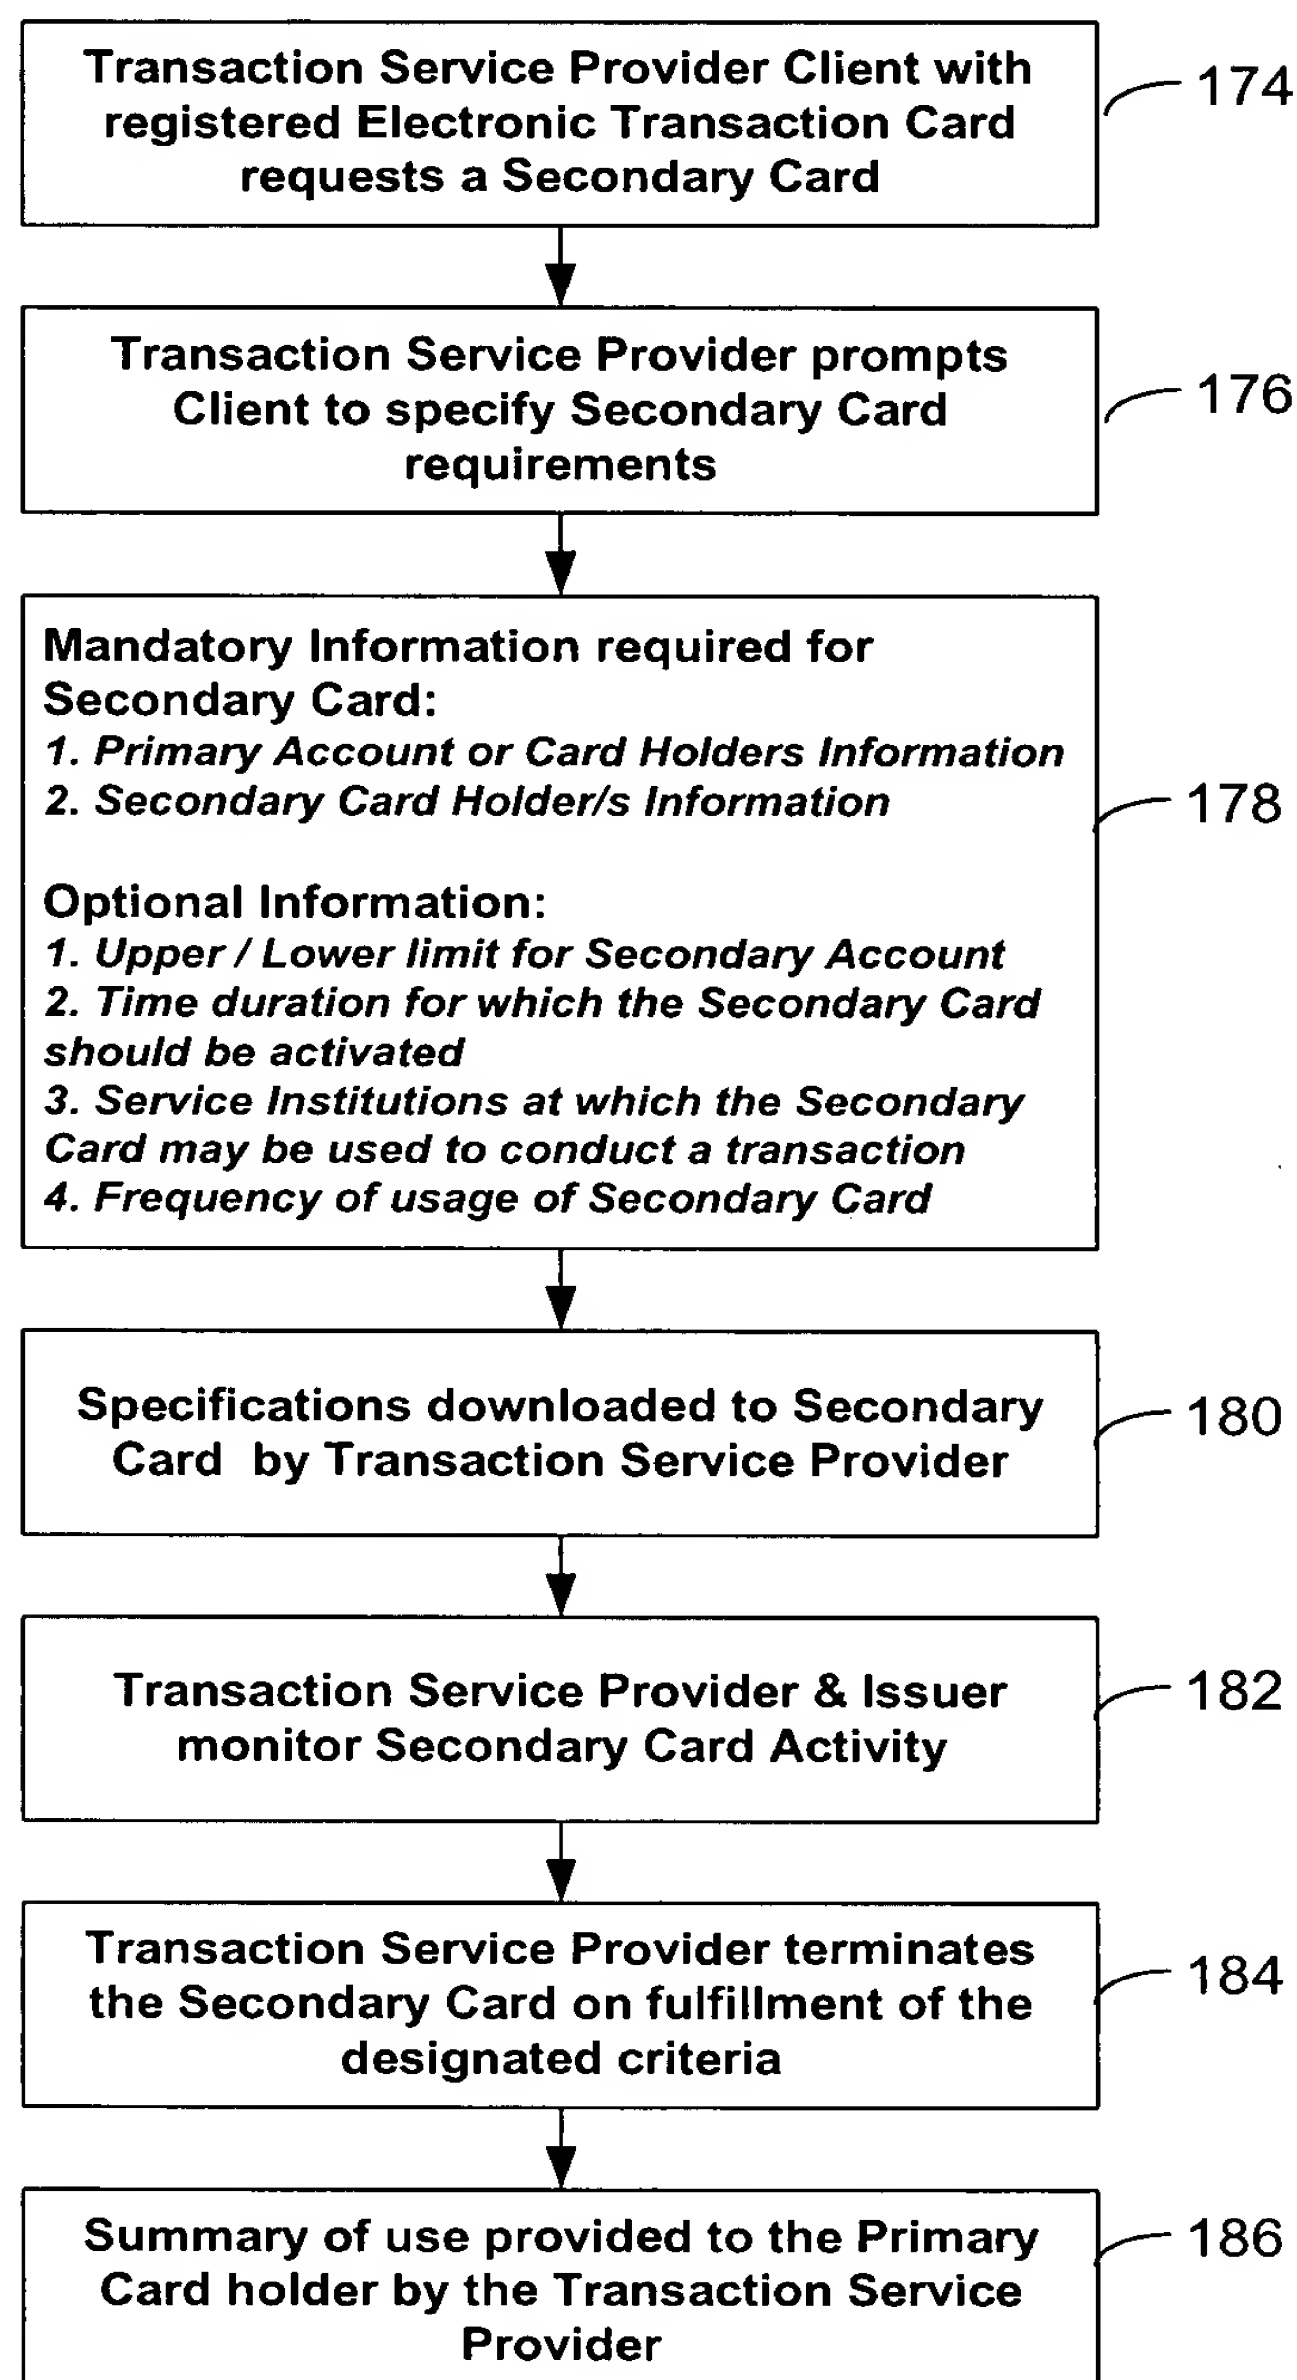 Transaction Service Provider Client with
registered Electronic Transaction Card
requests a Secondary Card
174
Transaction Service Provider prompts
Client to specify Secondary Card
requirements
176
Mandatory Information required for
Secondary Card:
1. Primary Account or Card Holders Information
2. Secondary Card Holder/s Information
178
Optional Information:
1. Upper / Lower limit for Secondary Account
2. Time duration for which the Secondary Card
should be activated
3. Service Institutions at which the Secondary
Card may be used to conduct a transaction
4. Frequency of usage of Secondary Card
Specifications downloaded to Secondary
Card by Transaction Service Provider
180
Transaction Service Provider & Issuer
monitor Secondary Card Activity
182
Transaction Service Provider terminates
the Secondary Card on fulfillment of the
designated criteria
184
Summary of use provided to the Primary
Card holder by the Transaction Service
Provider
186